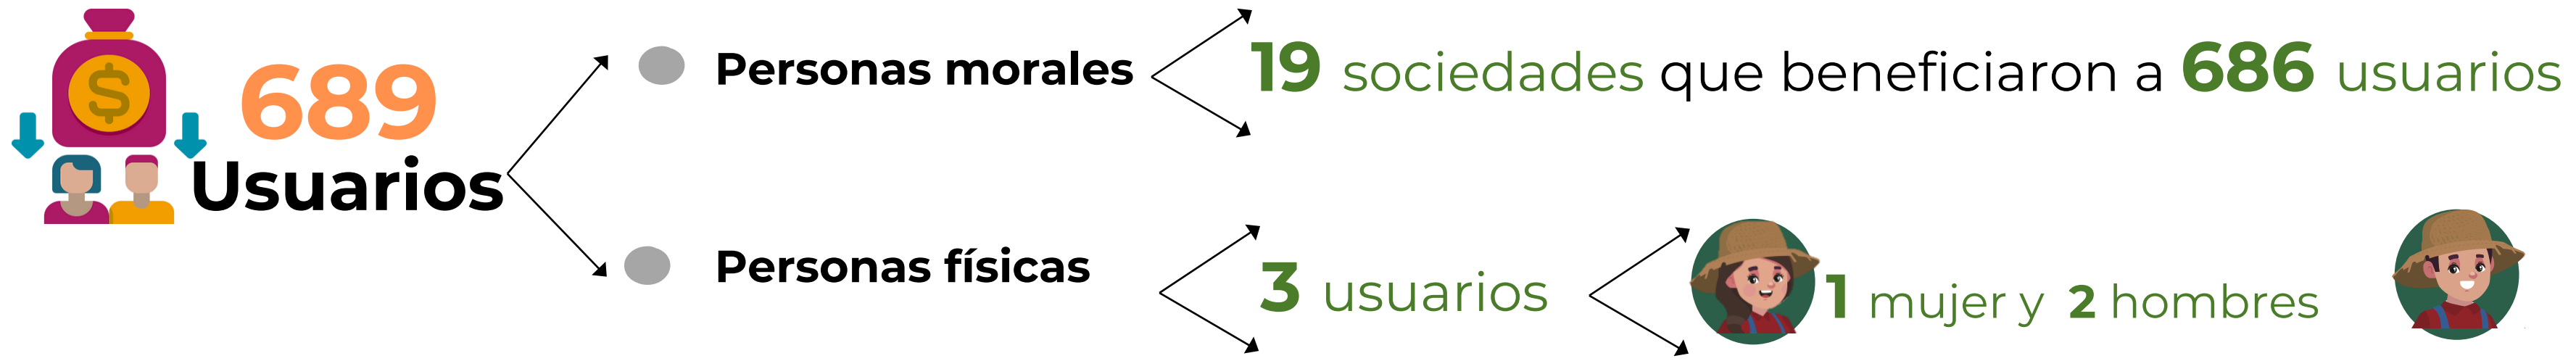 $
689
Usuarios
Personas morales
19 sociedades que beneficiaron a 686 usuarios
Personas físicas
3 usuarios
1 mujer y 2 hombres